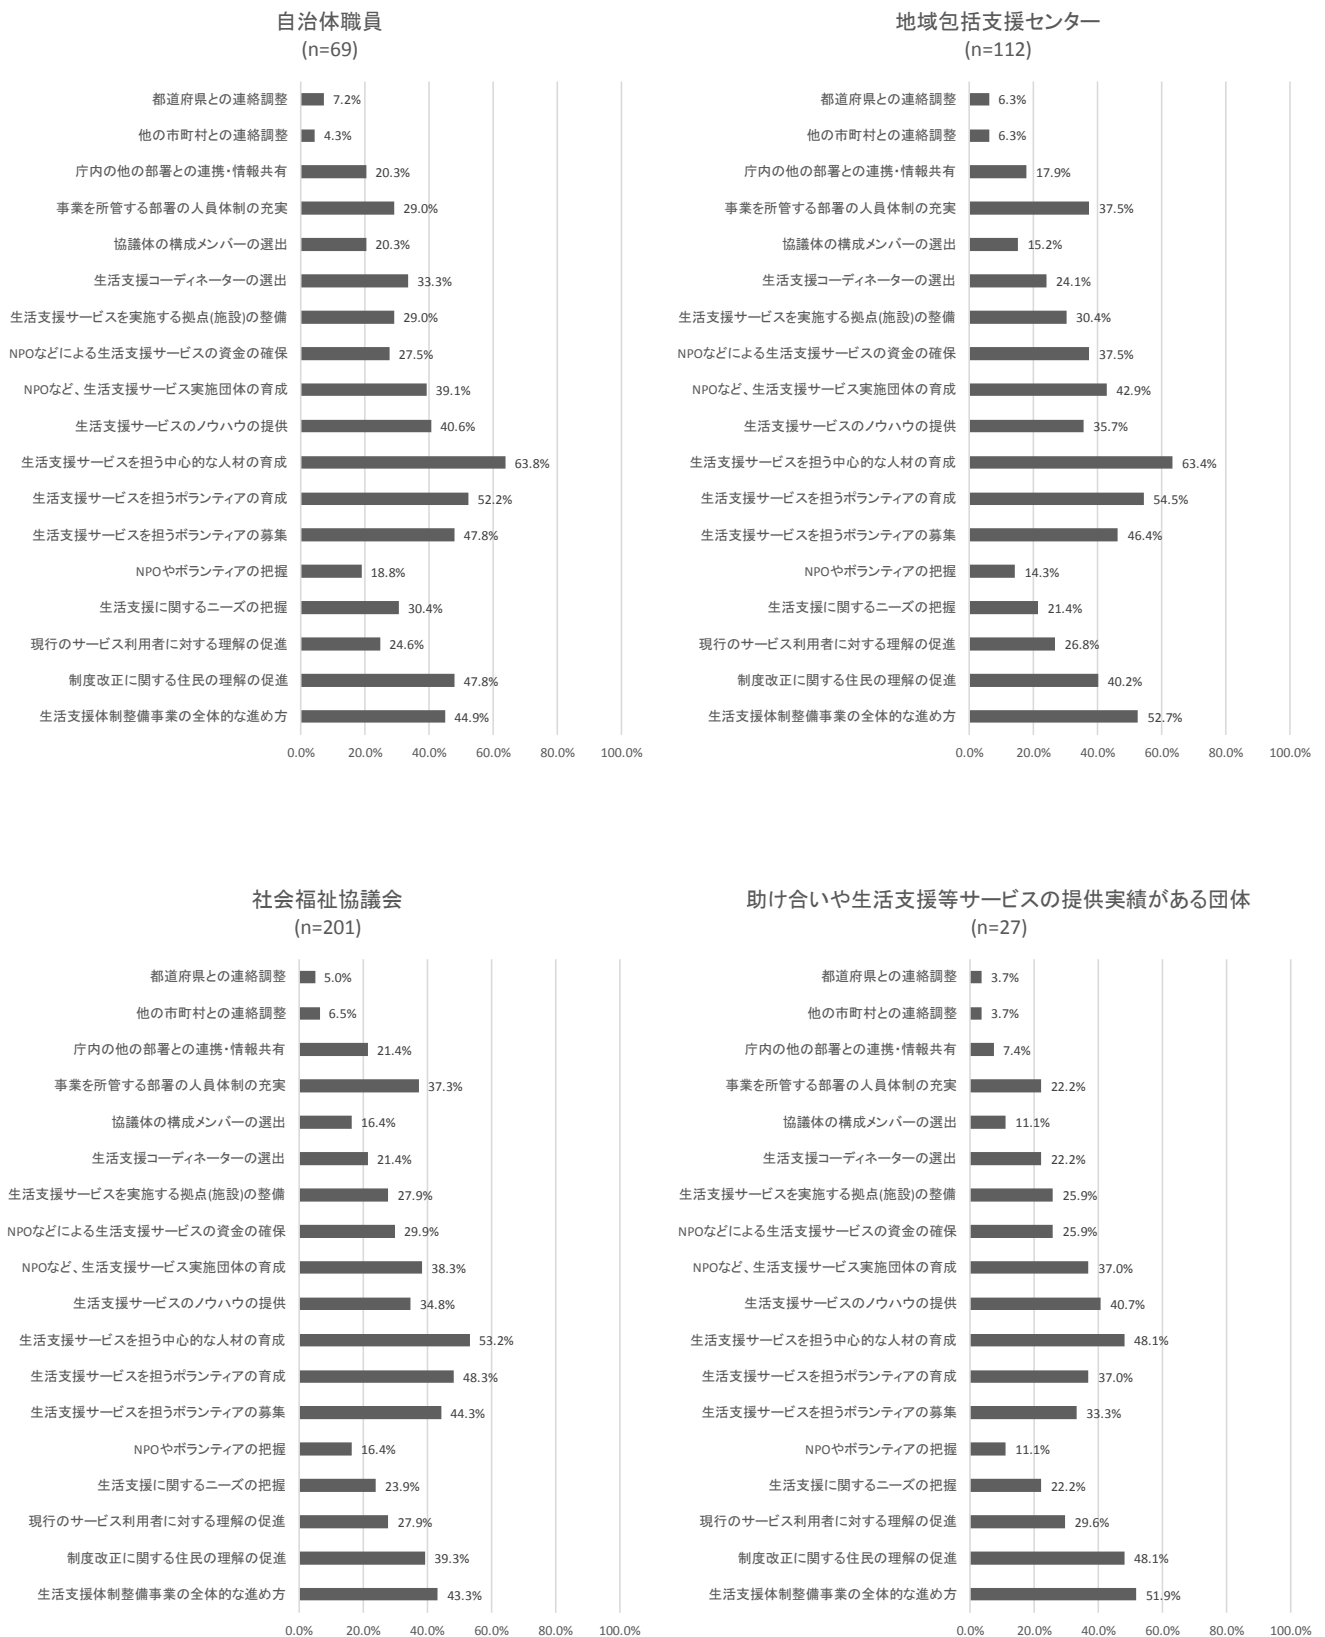 自治体職員
(n=69)
都道府県との連絡調整 7.2%
他の市町村との連絡調整 4.3%
庁内の他の部署との連携・情報共有 20.3%
事業を所管する部署の人員体制の充実 29.0%
協議体の構成メンバーの選出 20.3%
生活支援コーディネーターの選出 33.3%
生活支援サービスを実施する拠点(施設)の整備 29.0%
NPOなどによる生活支援サービスの資金の確保 27.5%
NPOなど、生活支援サービス実施団体の育成 39.1%
生活支援サービスのノウハウの提供 40.6%
生活支援サービスを担う中心的な人材の育成 63.8%
生活支援サービスを担うボランティアの育成 52.2%
生活支援サービスを担うボランティアの募集 47.8%
NPOやボランティアの把握 18.8%
生活支援に関するニーズの把握 30.4%
現行のサービス利用者に対する理解の促進 24.6%
制度改正に関する住民の理解の促進 47.8%
生活支援体制整備事業の全体的な進め方 44.9%
0.0% 20.0% 40.0% 60.0% 80.0% 100.0%
地域包括支援センター
(n=112)
都道府県との連絡調整 6.3%
他の市町村との連絡調整 6.3%
庁内の他の部署との連携・情報共有 17.9%
事業を所管する部署の人員体制の充実 37.5%
協議体の構成メンバーの選出 15.2%
生活支援コーディネーターの選出 24.1%
生活支援サービスを実施する拠点(施設)の整備 30.4%
NPOなどによる生活支援サービスの資金の確保 37.5%
NPOなど、生活支援サービス実施団体の育成 42.9%
生活支援サービスのノウハウの提供 35.7%
生活支援サービスを担う中心的な人材の育成 63.4%
生活支援サービスを担うボランティアの育成 54.5%
生活支援サービスを担うボランティアの募集 46.4%
NPOやボランティアの把握 14.3%
生活支援に関するニーズの把握 21.4%
現行のサービス利用者に対する理解の促進 26.8%
制度改正に関する住民の理解の促進 40.2%
生活支援体制整備事業の全体的な進め方 52.7%
0.0% 20.0% 40.0% 60.0% 80.0% 100.0%
社会福祉協議会
(n=201)
都道府県との連絡調整 5.0%
他の市町村との連絡調整 6.5%
庁内の他の部署との連携・情報共有 21.4%
事業を所管する部署の人員体制の充実 37.3%
協議体の構成メンバーの選出 16.4%
生活支援コーディネーターの選出 21.4%
生活支援サービスを実施する拠点(施設)の整備 27.9%
NPOなどによる生活支援サービスの資金の確保 29.9%
NPOなど、生活支援サービス実施団体の育成 38.3%
生活支援サービスのノウハウの提供 34.8%
生活支援サービスを担う中心的な人材の育成 53.2%
生活支援サービスを担うボランティアの育成 48.3%
生活支援サービスを担うボランティアの募集 44.3%
NPOやボランティアの把握 16.4%
生活支援に関するニーズの把握 23.9%
現行のサービス利用者に対する理解の促進 27.9%
制度改正に関する住民の理解の促進 39.3%
生活支援体制整備事業の全体的な進め方 43.3%
0.0% 20.0% 40.0% 60.0% 80.0% 100.0%
助け合いや生活支援等サービスの提供実績がある団体
(n=27)
都道府県との連絡調整 3.7%
他の市町村との連絡調整 3.7%
庁内の他の部署との連携・情報共有 7.4%
事業を所管する部署の人員体制の充実 22.2%
協議体の構成メンバーの選出 11.1%
生活支援コーディネーターの選出 22.2%
生活支援サービスを実施する拠点(施設)の整備 25.9%
NPOなどによる生活支援サービスの資金の確保 25.9%
NPOなど、生活支援サービス実施団体の育成 37.0%
生活支援サービスのノウハウの提供 40.7%
生活支援サービスを担う中心的な人材の育成 48.1%
生活支援サービスを担うボランティアの育成 37.0%
生活支援サービスを担うボランティアの募集 33.3%
NPOやボランティアの把握 11.1%
生活支援に関するニーズの把握 22.2%
現行のサービス利用者に対する理解の促進 29.6%
制度改正に関する住民の理解の促進 48.1%
生活支援体制整備事業の全体的な進め方 51.9%
0.0% 20.0% 40.0% 60.0% 80.0% 100.0%